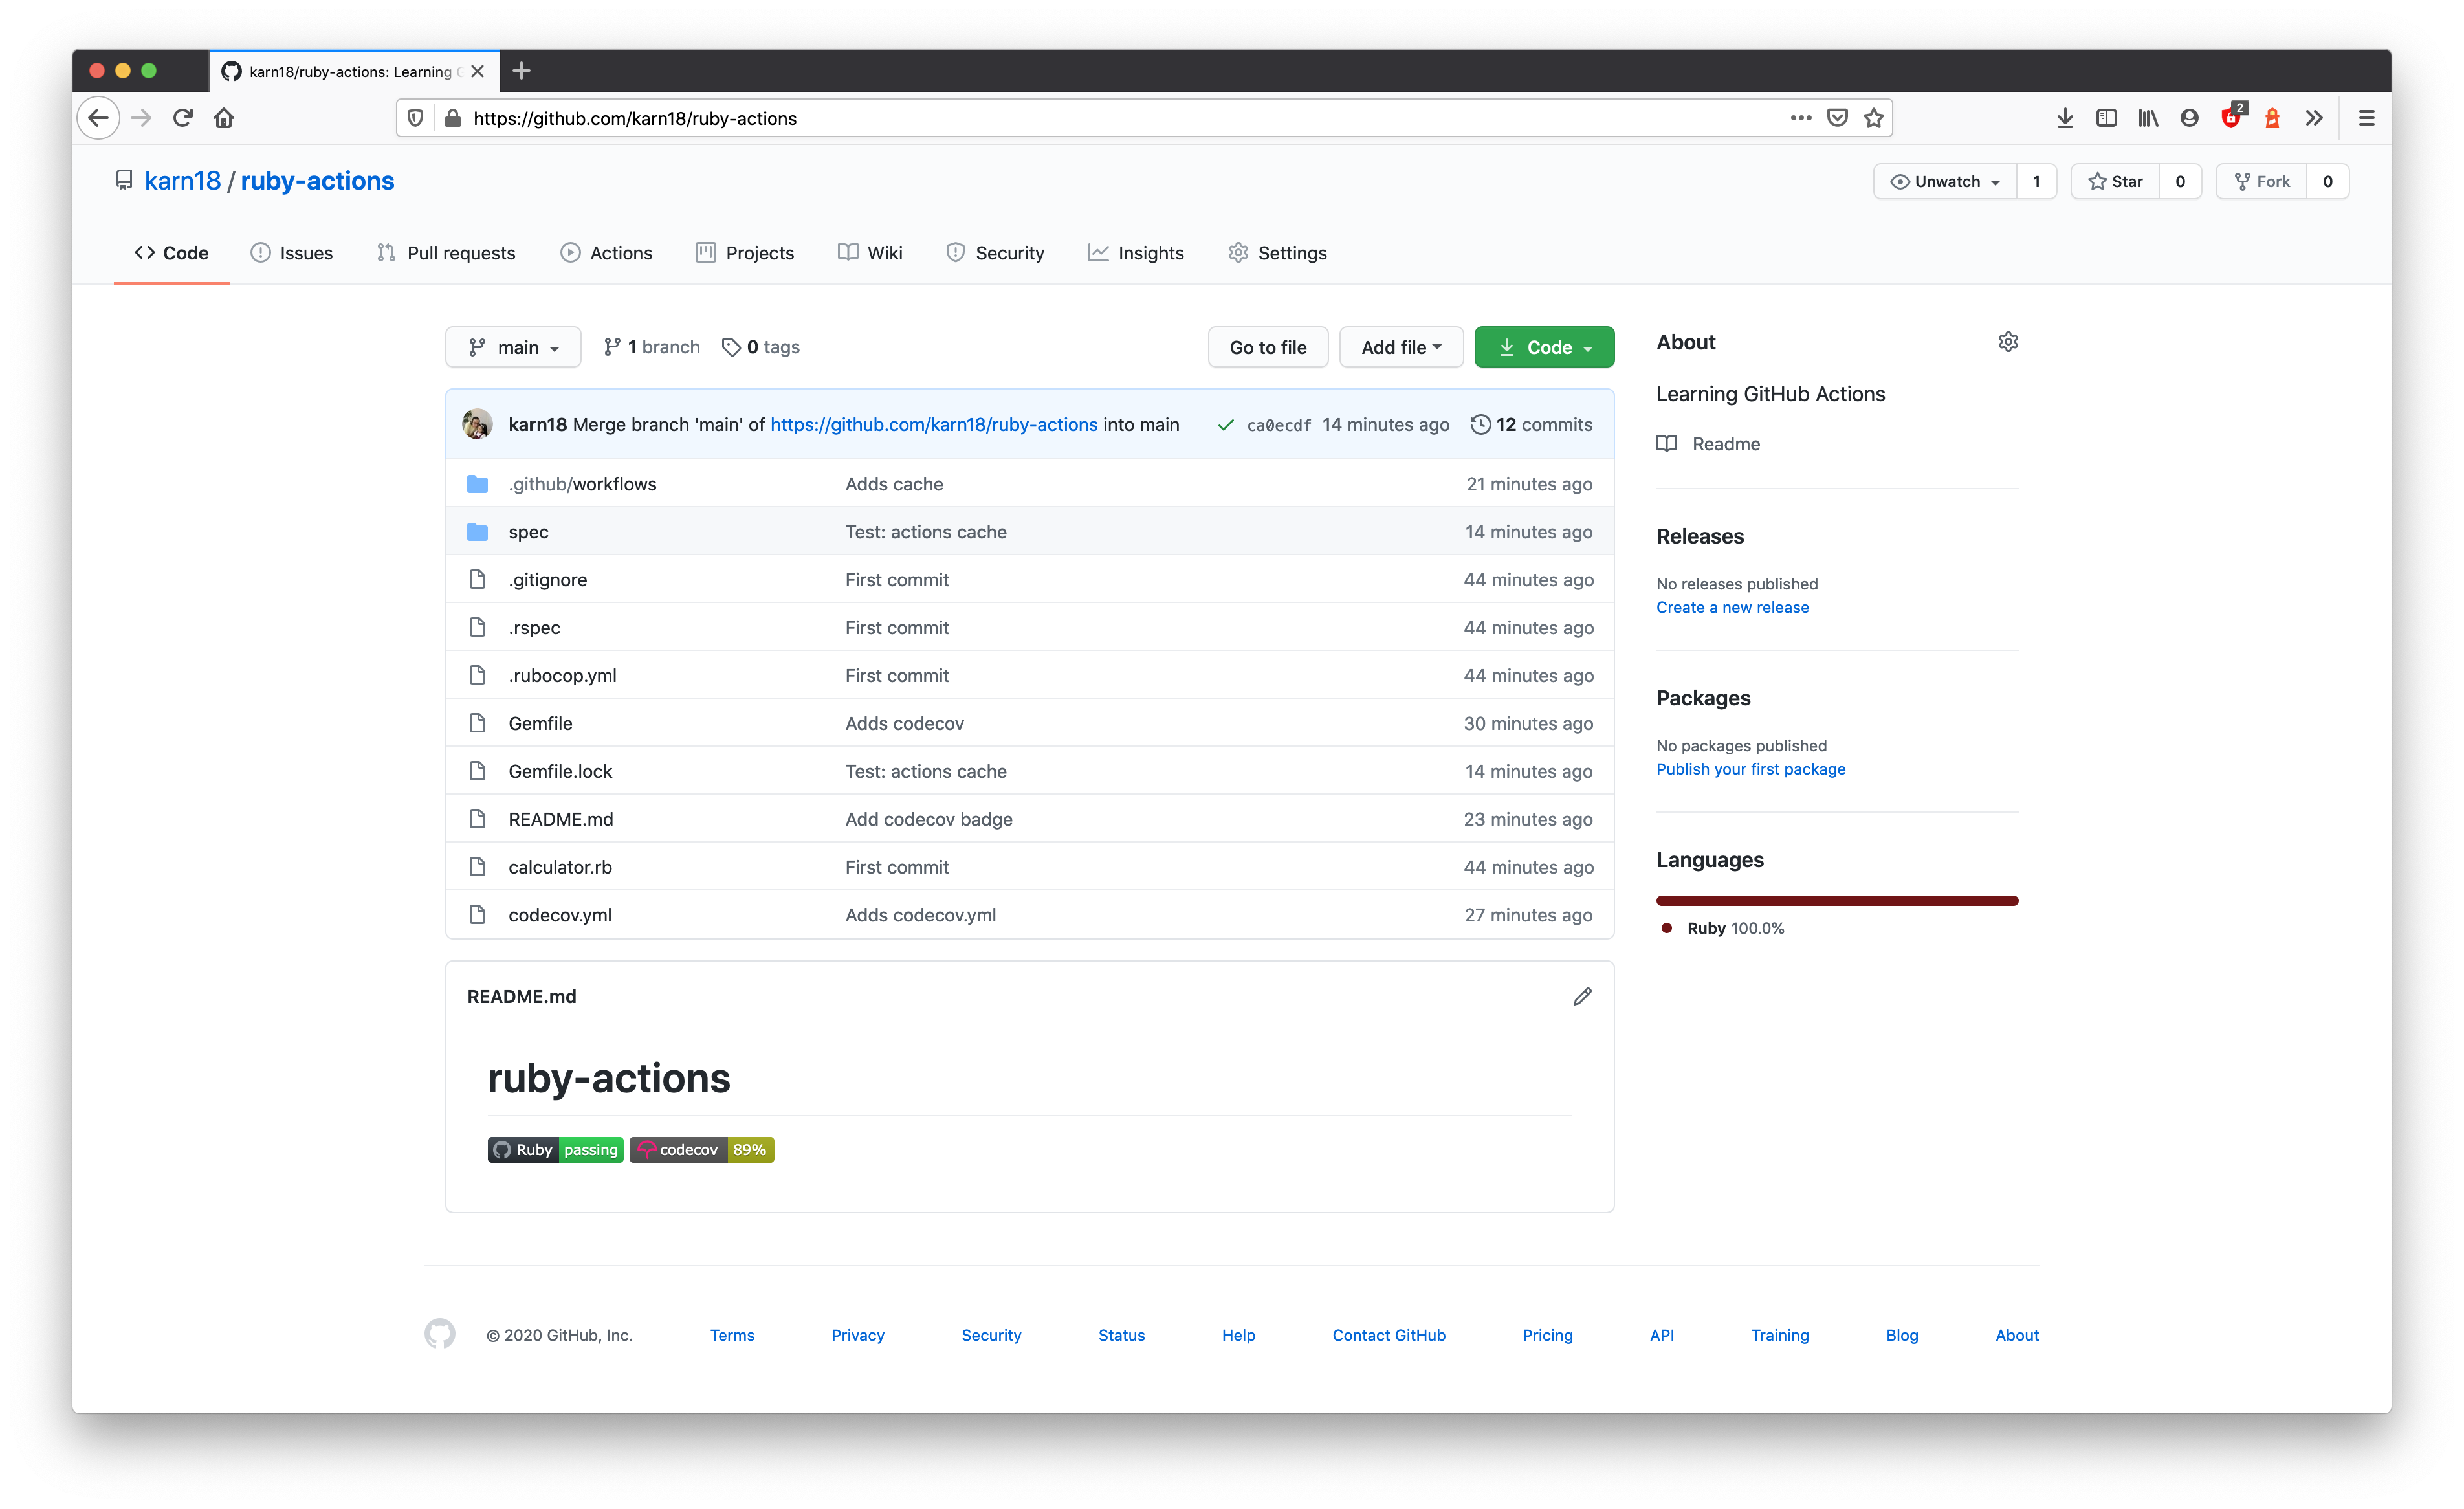 karn18/ruby-actions: Learning
https://github.com/karn18/ruby-actions
2
karn18 / ruby-actions
Unwatch 1 Star 0 Fork 0
Code Issues Pull requests Actions Projects Wiki Security Insights Settings
main 1 branch 0 tags Go to file Add file Code
karn18 Merge branch 'main' of https://github.com/karn18/ruby-actions into main ca0ecdf 14 minutes ago 12 commits
.github/workflows Adds cache 21 minutes ago
spec Test: actions cache 14 minutes ago
.gitignore First commit 44 minutes ago
.rspec First commit 44 minutes ago
.rubocop.yml First commit 44 minutes ago
Gemfile Adds codecov 30 minutes ago
Gemfile.lock Test: actions cache 14 minutes ago
README.md Add codecov badge 23 minutes ago
calculator.rb First commit 44 minutes ago
codecov.yml Adds codecov.yml 27 minutes ago
README.md
ruby-actions
Ruby passing codecov 89%
About
Learning GitHub Actions
Readme
Releases
No releases published
Create a new release
Packages
No packages published
Publish your first package
Languages
Ruby 100.0%
© 2020 GitHub, Inc. Terms Privacy Security Status Help Contact GitHub Pricing API Training Blog About